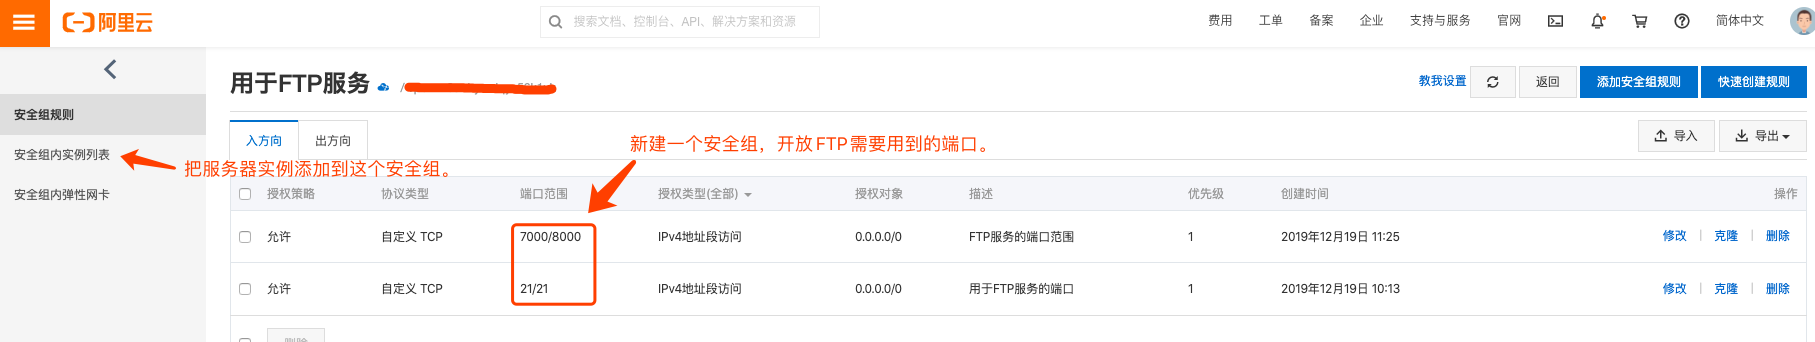 阿里云
搜索文档、控制台、API、解决方案和资源
费用 工单 备案 企业 支持与服务 官网 简体中文
用于FTP服务 /
教我设置 返回 添加安全组规则 快速创建规则
安全组规则
安全组内实例列表
安全组内弹性网卡
入方向 出方向
导入 导出
新建一个安全组，开放FTP需要用到的端口。
把服务器实例添加到这个安全组。
授权策略 协议类型 端口范围 授权类型(全部) 授权对象 描述 优先级 创建时间 操作
允许 自定义 TCP 7000/8000 IPv4地址段访问 0.0.0.0/0 FTP服务的端口范围 1 2019年12月19日 11:25 修改 | 克隆 | 删除
允许 自定义 TCP 21/21 IPv4地址段访问 0.0.0.0/0 用于FTP服务的端口 1 2019年12月19日 10:13 修改 | 克隆 | 删除
删除